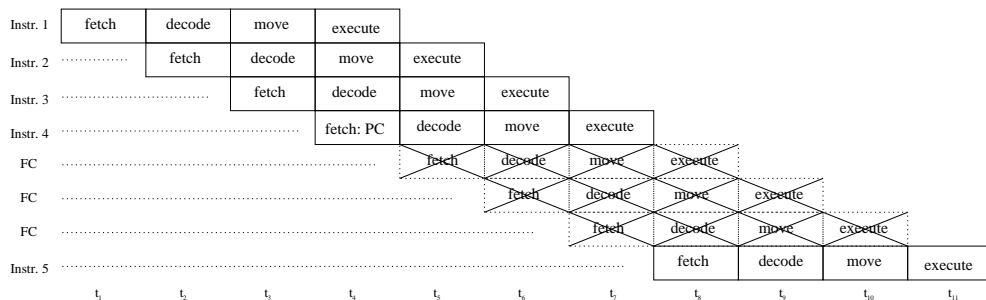 Instr. 1 fetch decode move execute
Instr. 2 fetch decode move execute
Instr. 3 fetch decode move execute
Instr. 4 fetch: PC decode move execute
FC fetch decode move execute
FC fetch decode move execute
FC fetch decode move execute
Instr. 5 fetch decode move execute
t₁ t₂ t₃ t₄ t₅ t₆ t₇ t₈ t₉ t₁₀ t₁₁